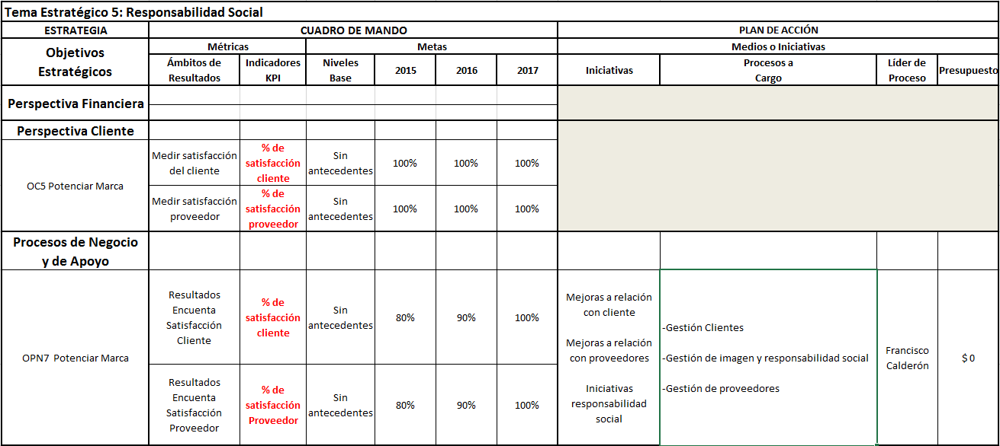 Tema Estratégico 5: Responsabilidad Social
ESTRATEGIA
CUADRO DE MANDO
PLAN DE ACCIÓN
Objetivos
Estratégicos
Métricas
Metas
Medios o Iniciativas
Ámbitos de
Resultados
Indicadores
KPI
Niveles
Base
2015
2016
2017
Iniciativas
Procesos a
Cargo
Líder de
Proceso
Presupuesto
Perspectiva Financiera
Perspectiva Cliente
OC5 Potenciar Marca
Medir satisfacción
del cliente
% de
satisfacción
cliente
Sin
antecedentes
100%
100%
100%
Medir satisfacción
proveedor
% de
satisfacción
proveedor
Sin
antecedentes
100%
100%
100%
Procesos de Negocio
y de Apoyo
OPN7 Potenciar Marca
Resultados
Encuenta
Satisfacción
Cliente
% de
satisfacción
cliente
Sin
antecedentes
80%
90%
100%
Resultados
Encuenta
Satisfacción
Proveedor
% de
satisfacción
Proveedor
Sin
antecedentes
80%
90%
100%
Mejoras a relación
con cliente
Mejoras a relación
con proveedores
Iniciativas
responsabilidad
social
-Gestión Clientes
-Gestión de imagen y responsabilidad social
-Gestión de proveedores
Francisco
Calderón
$ 0